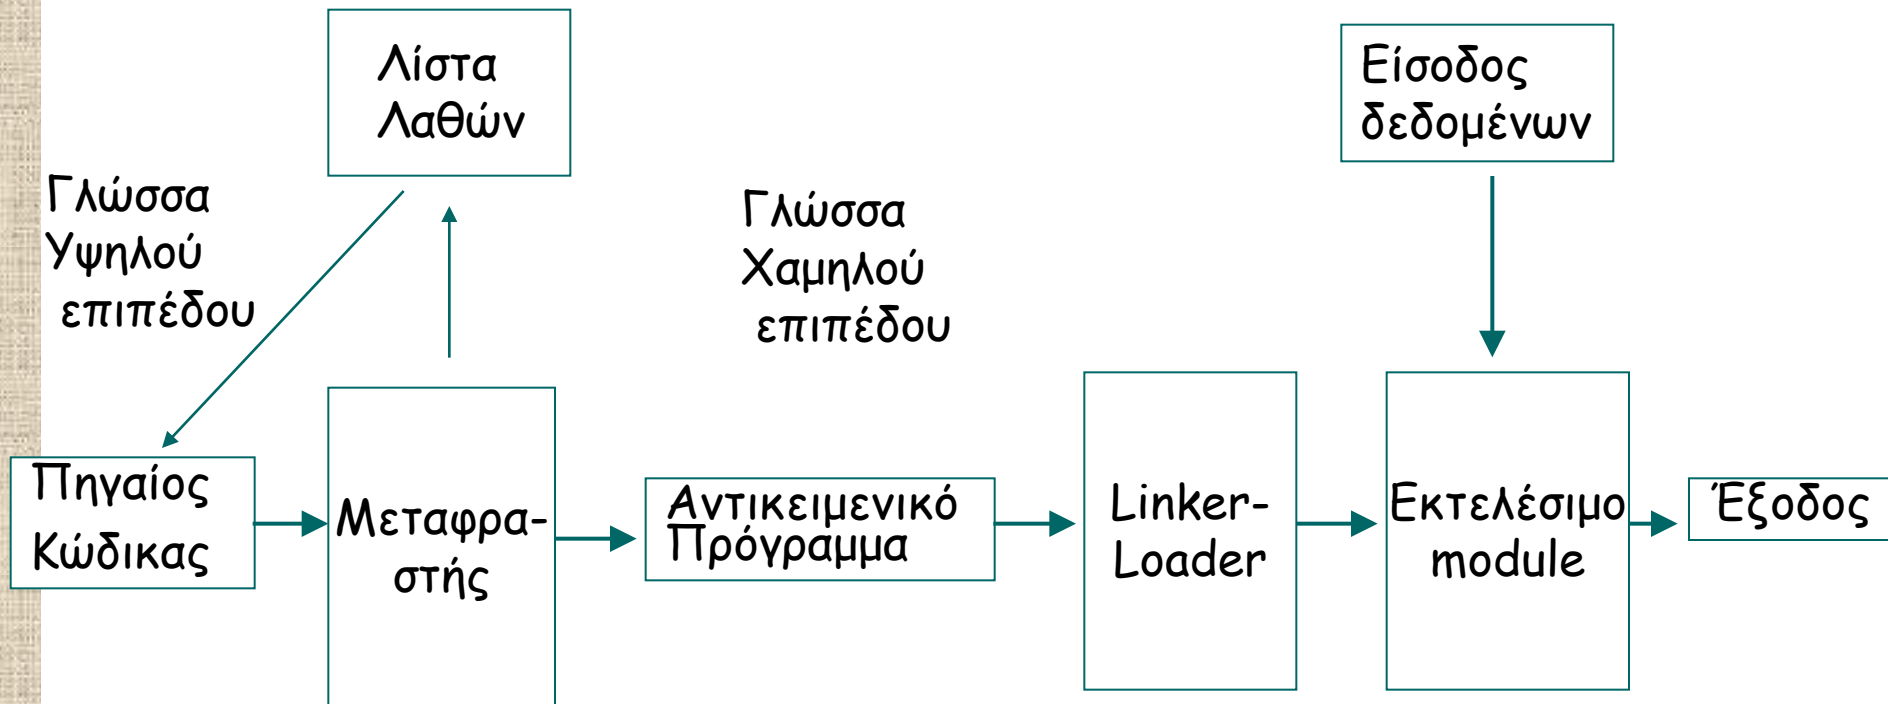 Λίστα
Λαθών
Είσοδος
δεδομένων
Γλώσσα
Υψηλού
επιπέδου
Γλώσσα
Χαμηλού
επιπέδου
Πηγαίος
Κώδικας
Μεταφρα-
στής
Αντικειμενικό
Πρόγραμμα
Linker-
Loader
Εκτελέσιμο
module
Έξοδος